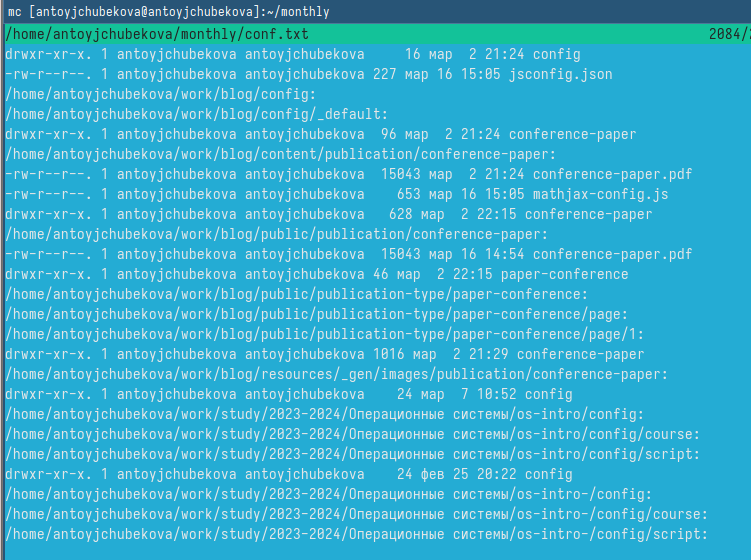 mc [antoyjchubekova@antoyjchubekova]:~/monthly
/home/antoyjchubekova/monthly/conf.txt 2084/
drwxr-xr-x. 1 antoyjchubekova antoyjchubekova 16 мар 2 21:24 config
-rw-r--r--. 1 antoyjchubekova antoyjchubekova 227 мар 16 15:05 jsconfig.json
/home/antoyjchubekova/work/blog/config:
/home/antoyjchubekova/work/blog/config/_default:
drwxr-xr-x. 1 antoyjchubekova antoyjchubekova 96 мар 2 21:24 conference-paper
/home/antoyjchubekova/work/blog/content/publication/conference-paper:
-rw-r--r--. 1 antoyjchubekova antoyjchubekova 15043 мар 2 21:24 conference-paper.pdf
-rw-r--r--. 1 antoyjchubekova antoyjchubekova 653 мар 16 15:05 mathjax-config.js
drwxr-xr-x. 1 antoyjchubekova antoyjchubekova 628 мар 2 22:15 conference-paper
/home/antoyjchubekova/work/blog/public/publication/conference-paper:
-rw-r--r--. 1 antoyjchubekova antoyjchubekova 15043 мар 16 14:54 conference-paper.pdf
drwxr-xr-x. 1 antoyjchubekova antoyjchubekova 46 мар 2 22:15 paper-conference
/home/antoyjchubekova/work/blog/public/publication-type/paper-conference:
/home/antoyjchubekova/work/blog/public/publication-type/paper-conference/page:
/home/antoyjchubekova/work/blog/public/publication-type/paper-conference/page/1:
drwxr-xr-x. 1 antoyjchubekova antoyjchubekova 1016 мар 2 21:29 conference-paper
/home/antoyjchubekova/work/blog/resources/_gen/images/publication/conference-paper:
drwxr-xr-x. 1 antoyjchubekova antoyjchubekova 24 мар 7 10:52 config
/home/antoyjchubekova/work/study/2023-2024/Операционные системы/os-intro/config:
/home/antoyjchubekova/work/study/2023-2024/Операционные системы/os-intro/config/course:
/home/antoyjchubekova/work/study/2023-2024/Операционные системы/os-intro/config/script:
drwxr-xr-x. 1 antoyjchubekova antoyjchubekova 24 фев 25 20:22 config
/home/antoyjchubekova/work/study/2023-2024/Операционные системы/os-intro-/config:
/home/antoyjchubekova/work/study/2023-2024/Операционные системы/os-intro-/config/course:
/home/antoyjchubekova/work/study/2023-2024/Операционные системы/os-intro-/config/script: